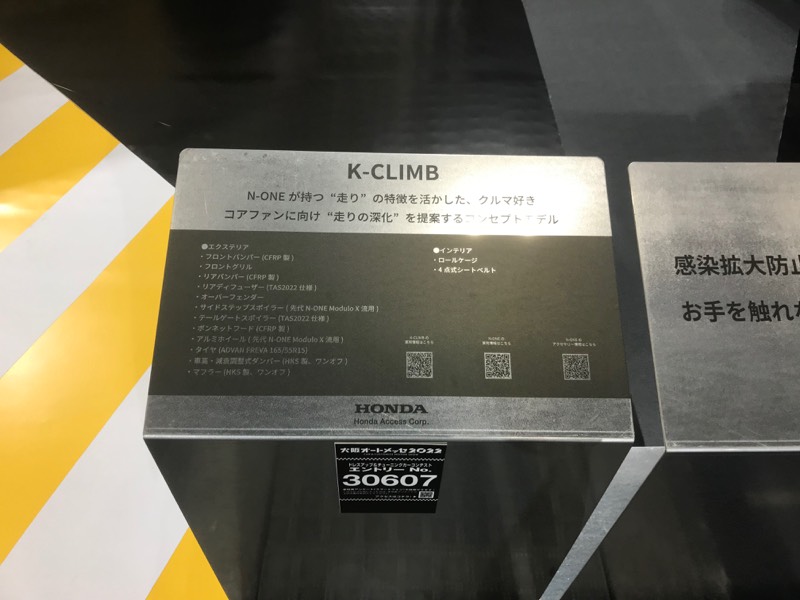 K-CLIMB
N-ONE が持つ “走り” の特徴を活かした、クルマ好き
コアファンに向け “走りの深化” を提案するコンセプトモデル
●エクステリア
・フロントバンパー (CFRP 製)
・フロントグリル
・リアバンパー (CFRP 製)
・リアディフューザー (TAS2022 仕様)
・オーバーフェンダー
・サイドステップスポイラー ( 先代 N-ONE Modulo X 流用 )
・テールゲートスポイラー (TAS2022 仕様)
・ボンネットフード (CFRP 製 )
・アルミホイール ( 先代 N-ONE Modulo X 流用 )
・タイヤ (ADVAN FLEVA 165/55R15)
・車高・減衰調整式ダンパー (HKS 製、ワンオフ )
・マフラー (HKS 製、ワンオフ )
●インテリア
・ロールケージ
・4 点式シートベルト
HONDA
Honda Access Corp.
大阪オートメッセ2022
ドレスアップ&チューニングカーコンテスト
エントリー No.
30607
感染拡大防止
お手を触れな